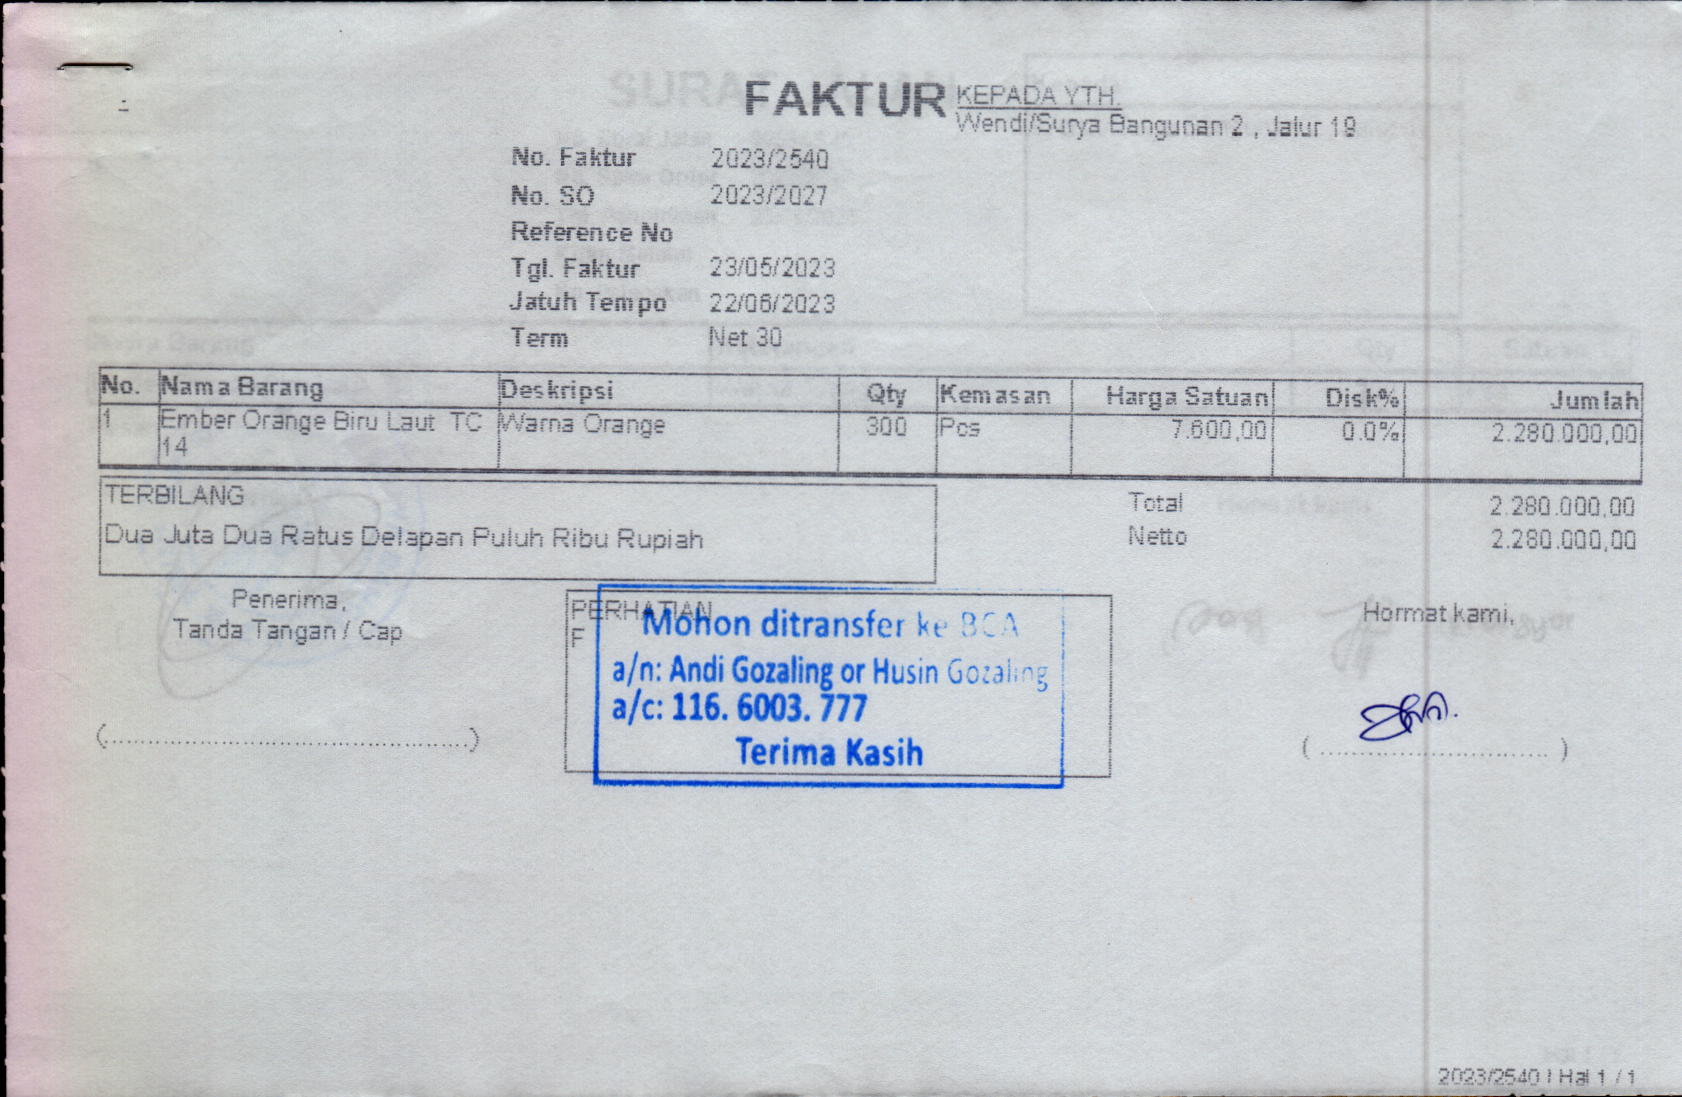 FAKTUR
KEPADA YTH.
Wendi/Surya Bangunan 2 , Jalur 19
No. Faktur 2023/2540
No. SO 2023/2027
Reference No
Tgl. Faktur 23/05/2023
Jatuh Tempo 22/06/2023
Term Net 30
No. Nama Barang Deskripsi Qty Kemasan Harga Satuan Disk% Jumlah
1 Ember Orange Biru Laut TC Warna Orange 300 Pcs 7.600,00 0.0% 2.280.000,00
14
TERBILANG
Dua Juta Dua Ratus Delapan Puluh Ribu Rupiah
Total 2.280.000,00
Netto 2.280.000,00
Penerima,
Tanda Tangan / Cap
PERHATIAN
F
Mohon ditransfer ke BCA
a/n: Andi Gozaling or Husin Gozaling
a/c: 116. 6003. 777
Terima Kasih
Hormat kami,
2023/2540 | Hal 1 / 1